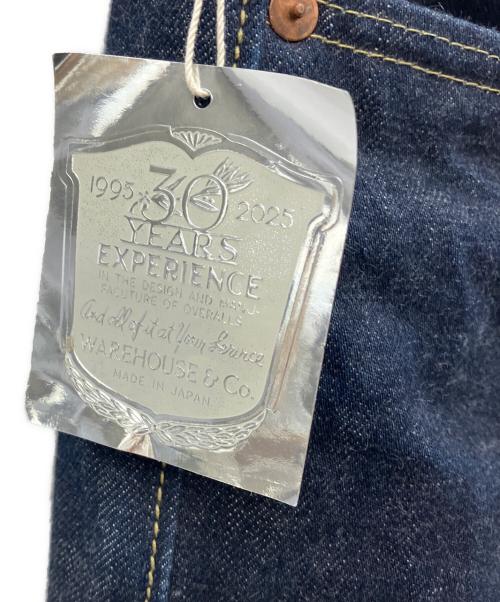 1995 30 2025
YEARS
EXPERIENCE
IN THE DESIGN AND MANU-
FACUTURE OF OVERALLS
And all of it at Your Service
WAREHOUSE & Co.
MADE IN JAPAN